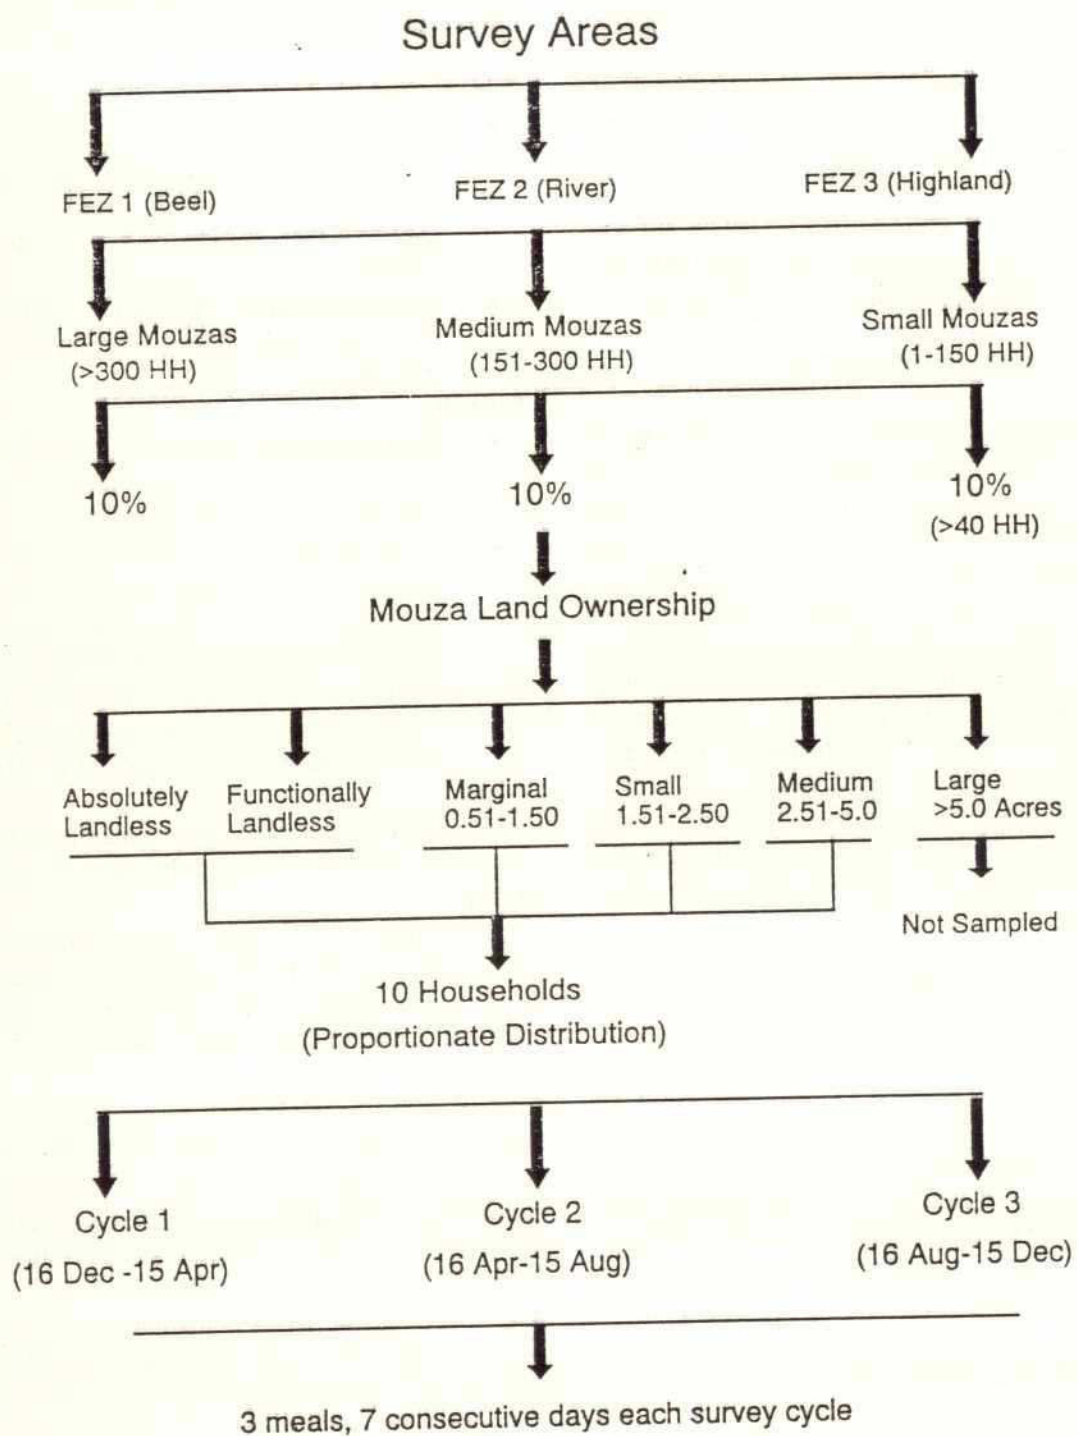 Survey Areas
FEZ 1 (Beel)
FEZ 2 (River)
FEZ 3 (Highland)
Large Mouzas
(>300 HH)
Medium Mouzas
(151-300 HH)
Small Mouzas
(1-150 HH)
10%
10%
10%
(>40 HH)
Mouza Land Ownership
Absolutely
Landless
Functionally
Landless
Marginal
0.51-1.50
Small
1.51-2.50
Medium
2.51-5.0
Large
>5.0 Acres
Not Sampled
10 Households
(Proportionate Distribution)
Cycle 1
(16 Dec -15 Apr)
Cycle 2
(16 Apr-15 Aug)
Cycle 3
(16 Aug-15 Dec)
3 meals, 7 consecutive days each survey cycle